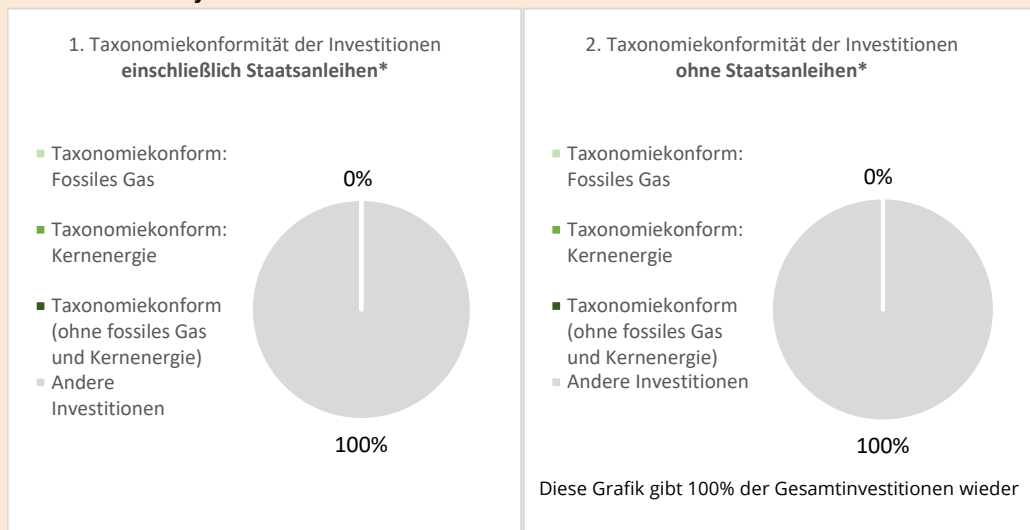 1. Taxonomiekonformität der Investitionen
einschließlich Staatsanleihen*
Taxonomiekonform:
Fossiles Gas
Taxonomiekonform:
Kernenergie
Taxonomiekonform
(ohne fossiles Gas
und Kernenergie)
Andere
Investitionen
0%
100%
2. Taxonomiekonformität der Investitionen
ohne Staatsanleihen*
Taxonomiekonform:
Fossiles Gas
Taxonomiekonform:
Kernenergie
Taxonomiekonform
(ohne fossiles Gas
und Kernenergie)
Andere Investitionen
0%
100%
Diese Grafik gibt 100% der Gesamtinvestitionen wieder